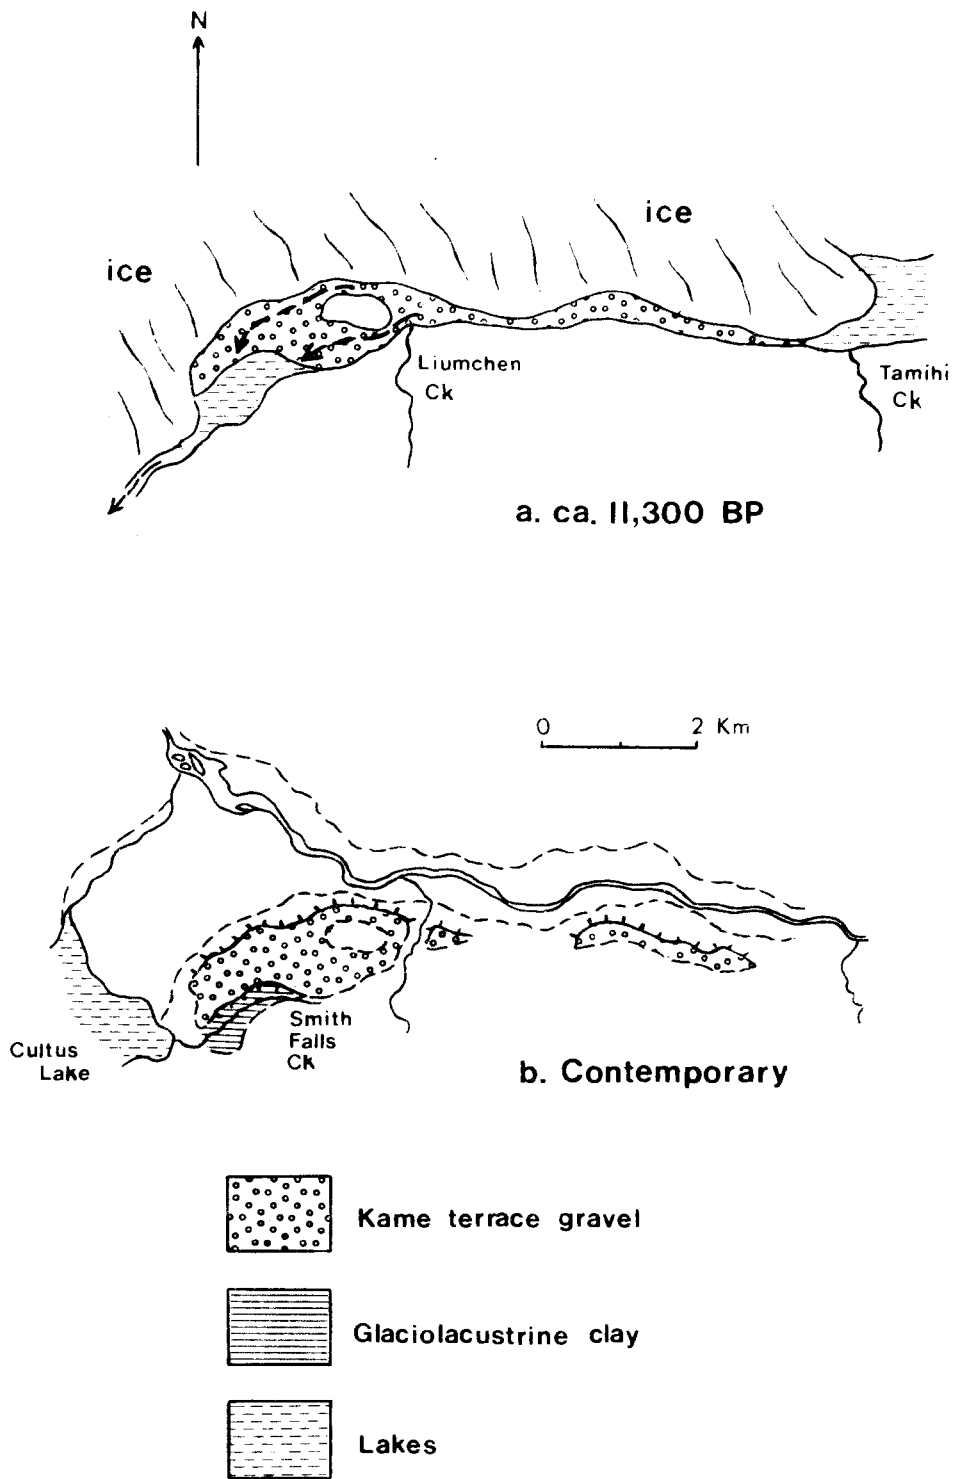 N
ice
ice
Liumchen
Ck
Tamihi
Ck
a. ca. 11,300 BP
0 2 Km
Smith
Falls
Ck
Cultus
Lake
b. Contemporary
Kame terrace gravel
Glaciolacustrine clay
Lakes